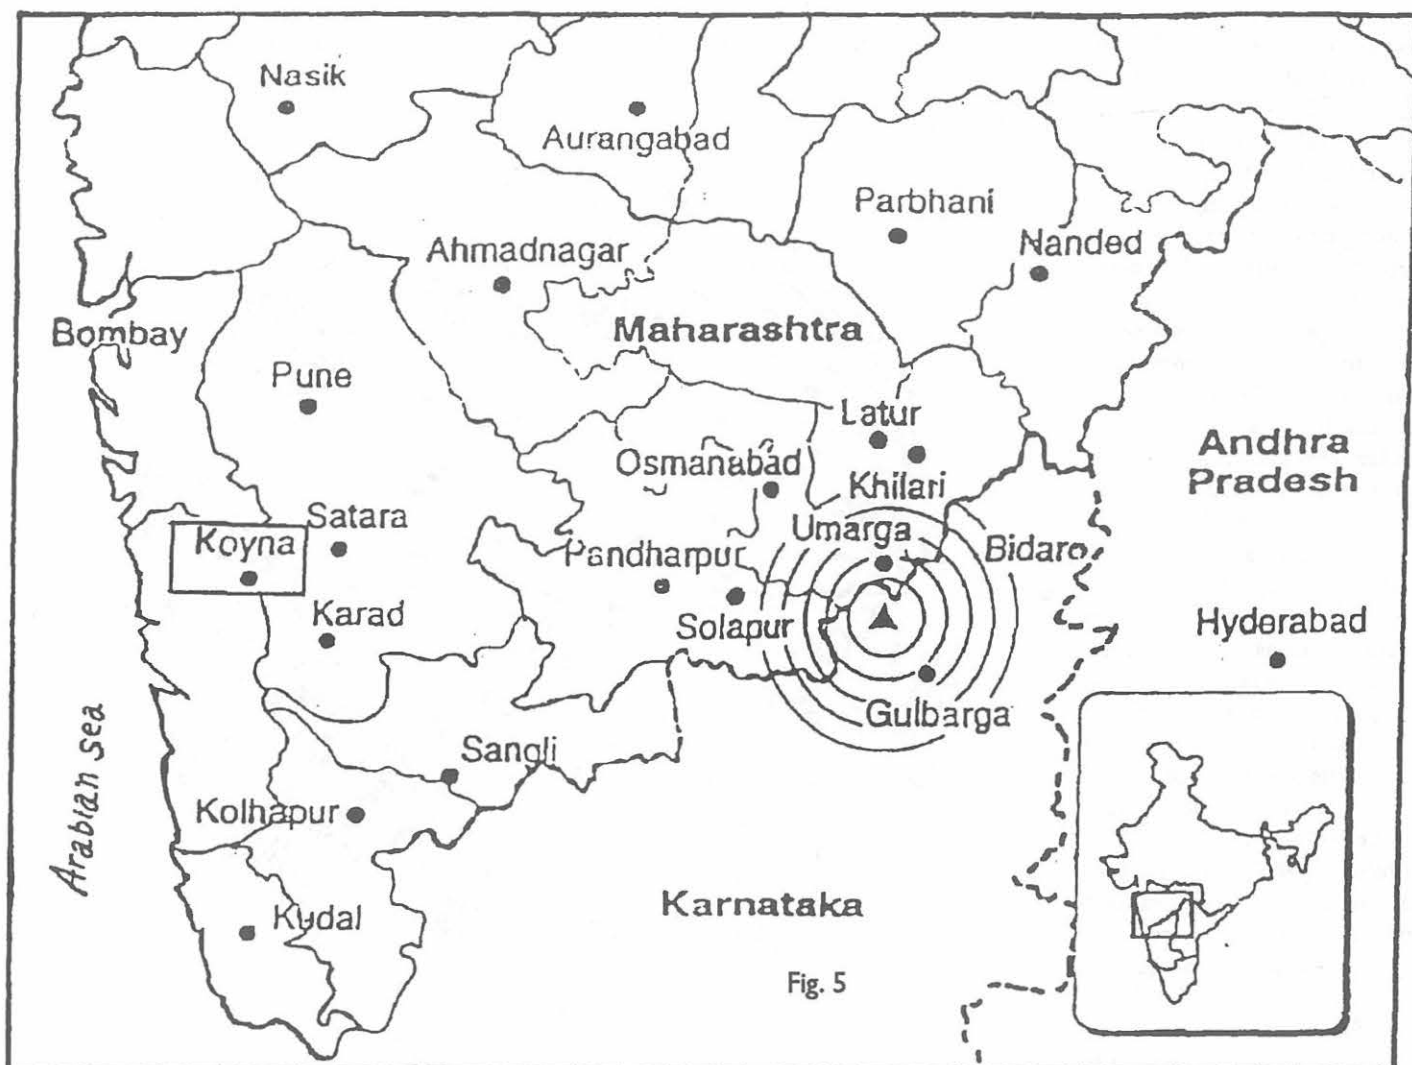 Nasik
Aurangabad
Parbhani
Ahmadnagar
Nanded
Bombay
Maharashtra
Pune
Latur
Andhra
Pradesh
Osmanabad
Khilari
Satara
Umarga
Koyna
Pandharpur
Bidaro
Karad
Solapur
Hyderabad
Gulbarga
Arabian sea
Sangli
Kolhapur
Karnataka
Kudal
Fig. 5